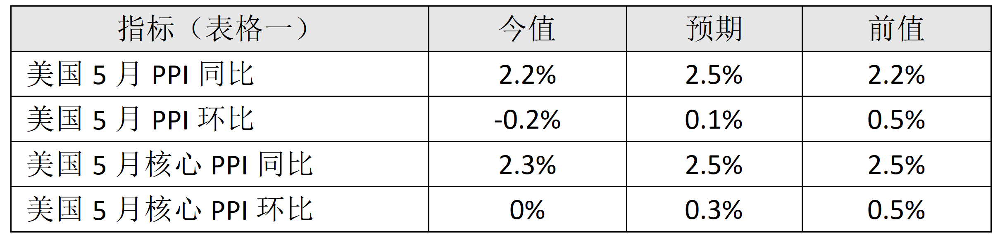 指标（表格一） 今值 预期 前值
美国 5 月 PPI 同比 2.2% 2.5% 2.2%
美国 5 月 PPI 环比 -0.2% 0.1% 0.5%
美国 5 月核心 PPI 同比 2.3% 2.5% 2.5%
美国 5 月核心 PPI 环比 0% 0.3% 0.5%